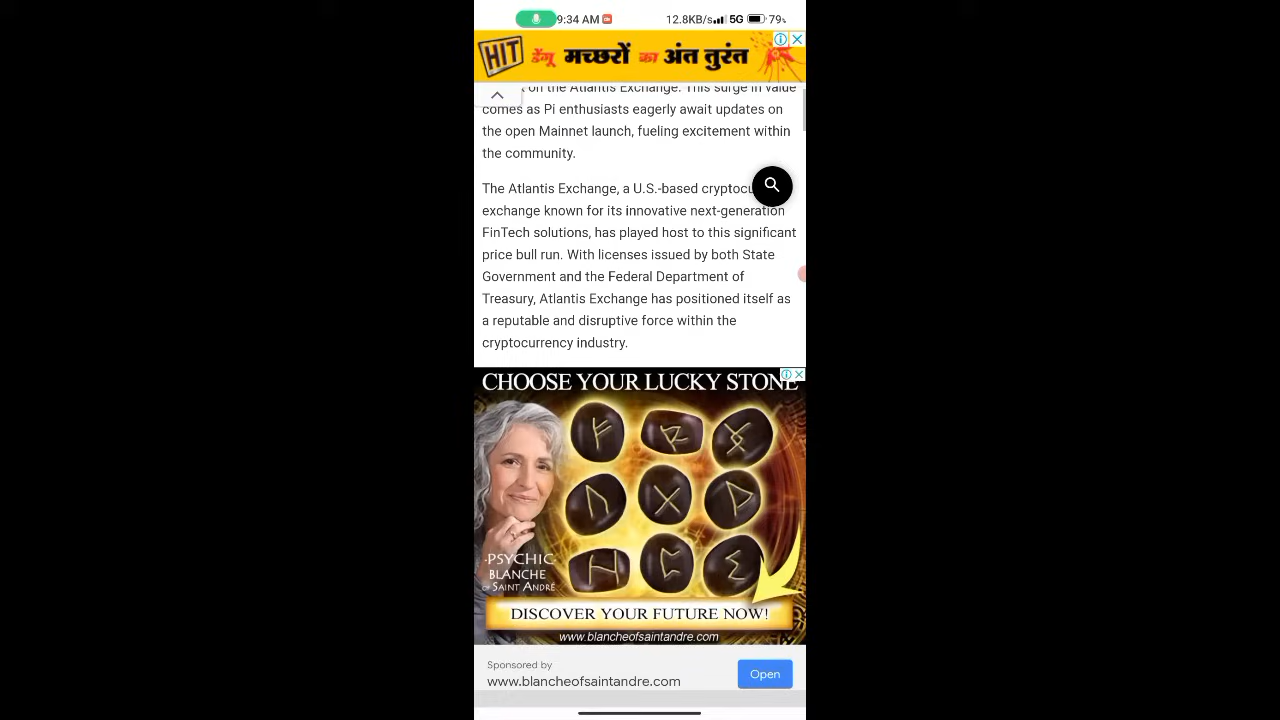 9:34 AM 12.8KB/s 5G 79%
HIT डेंगू मच्छरों का अंत तुरंत
on the Atlantis Exchange. This surge in value
comes as Pi enthusiasts eagerly await updates on
the open Mainnet launch, fueling excitement within
the community.
The Atlantis Exchange, a U.S.-based
exchange known for its innovative next-generation
FinTech solutions, has played host to this significant
price bull run. With licenses issued by both State
Government and the Federal Department of
Treasury, Atlantis Exchange has positioned itself as
a reputable and disruptive force within the
cryptocurrency industry.
CHOOSE YOUR LUCKY STONE
·PSYCHIC·
BLANCHE
OF SAINT ANDRE
DISCOVER YOUR FUTURE NOW!
www.blancheofsaintandre.com
Sponsored by
www.blancheofsaintandre.com
Open